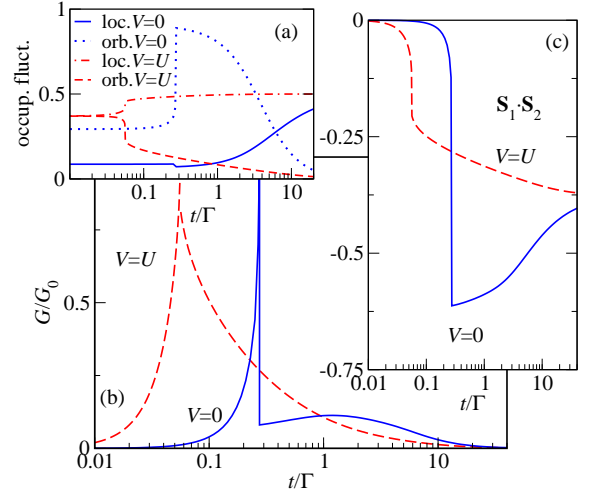 occup. fluct.
1
0.5
0
loc.V=0
orb.V=0
loc.V=U
orb.V=U
(a)
0.1 1 10
t/Γ
0
-0.25
-0.5
-0.75
(c)
S₁·S₂
V=U
V=0
0.01 0.1 1 10
t/Γ
G/G₀
0.5
0
V=U
(b)
V=0
0.01 0.1 1 10
t/Γ